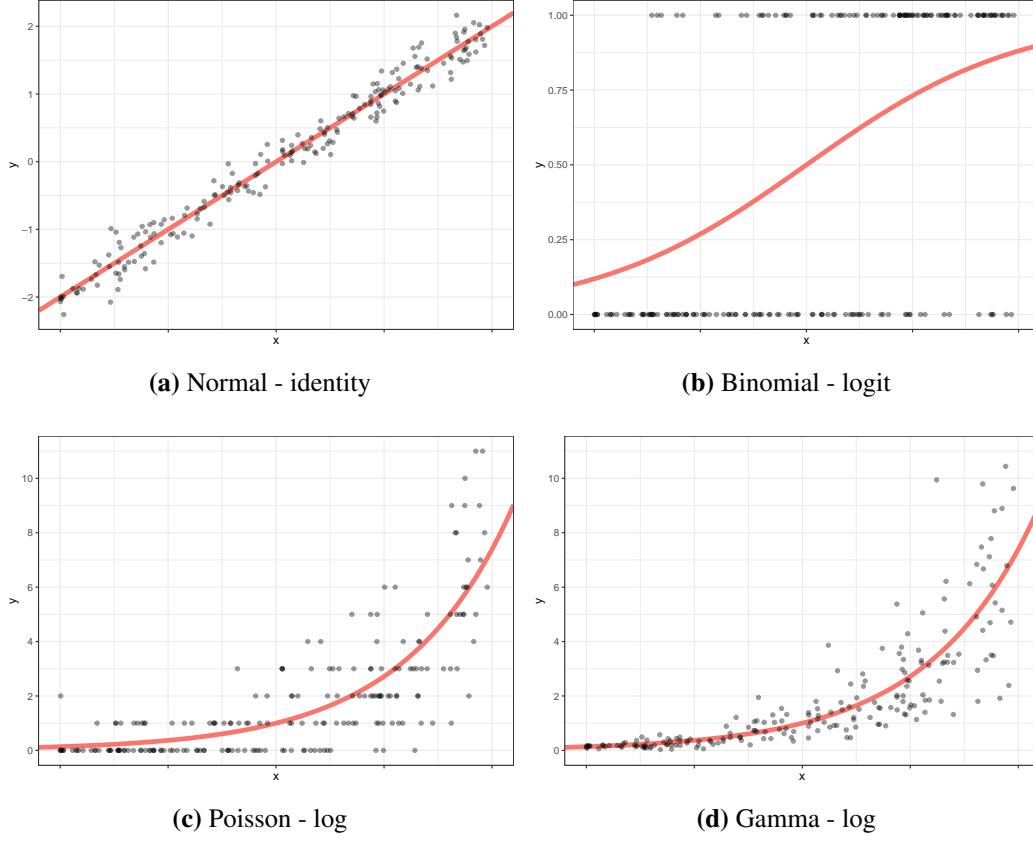 2
1
0
−1
−2
y
x
(a) Normal - identity
1.00
0.75
0.50
0.25
0.00
y
x
(b) Binomial - logit
10
8
6
4
2
0
y
x
(c) Poisson - log
10
8
6
4
2
0
y
x
(d) Gamma - log